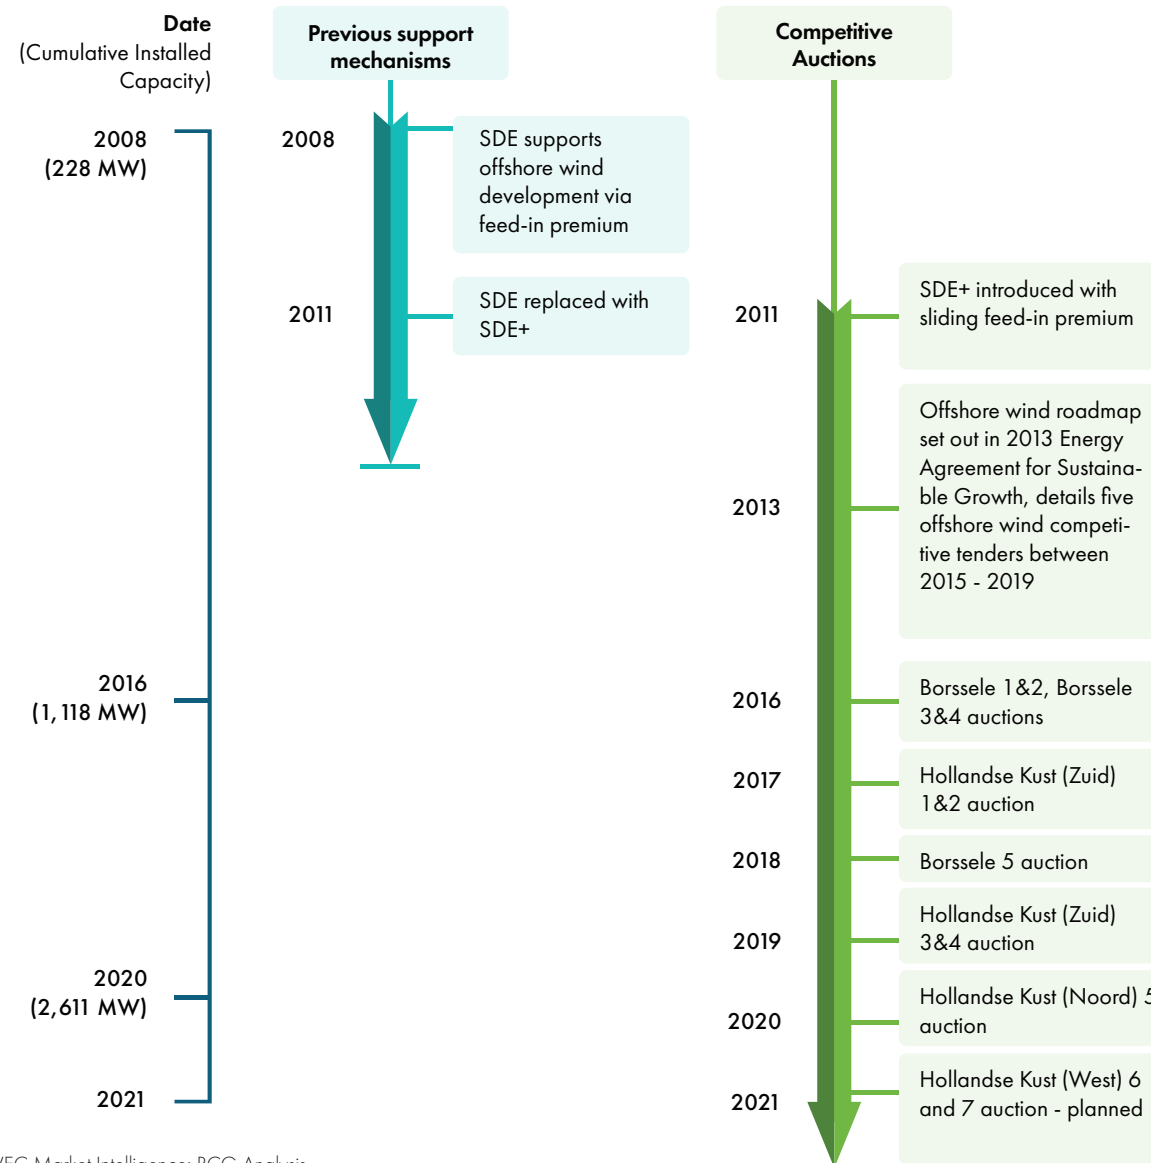 Date
(Cumulative Installed
Capacity)
2008
(228 MW)
2016
(1,118 MW)
2020
(2,611 MW)
2021
Previous support
mechanisms
2008
SDE supports
offshore wind
development via
feed-in premium
2011
SDE replaced with
SDE+
Competitive
Auctions
2011
SDE+ introduced with
sliding feed-in premium
2013
Offshore wind roadmap
set out in 2013 Energy
Agreement for Sustaina-
ble Growth, details five
offshore wind competi-
tive tenders between
2015 - 2019
2016
Borssele 1&2, Borssele
3&4 auctions
2017
Hollandse Kust (Zuid)
1&2 auction
2018
Borssele 5 auction
2019
Hollandse Kust (Zuid)
3&4 auction
2020
Hollandse Kust (Noord) 5
auction
2021
Hollandse Kust (West) 6
and 7 auction - planned
Market Intelligence; RCG Analysis